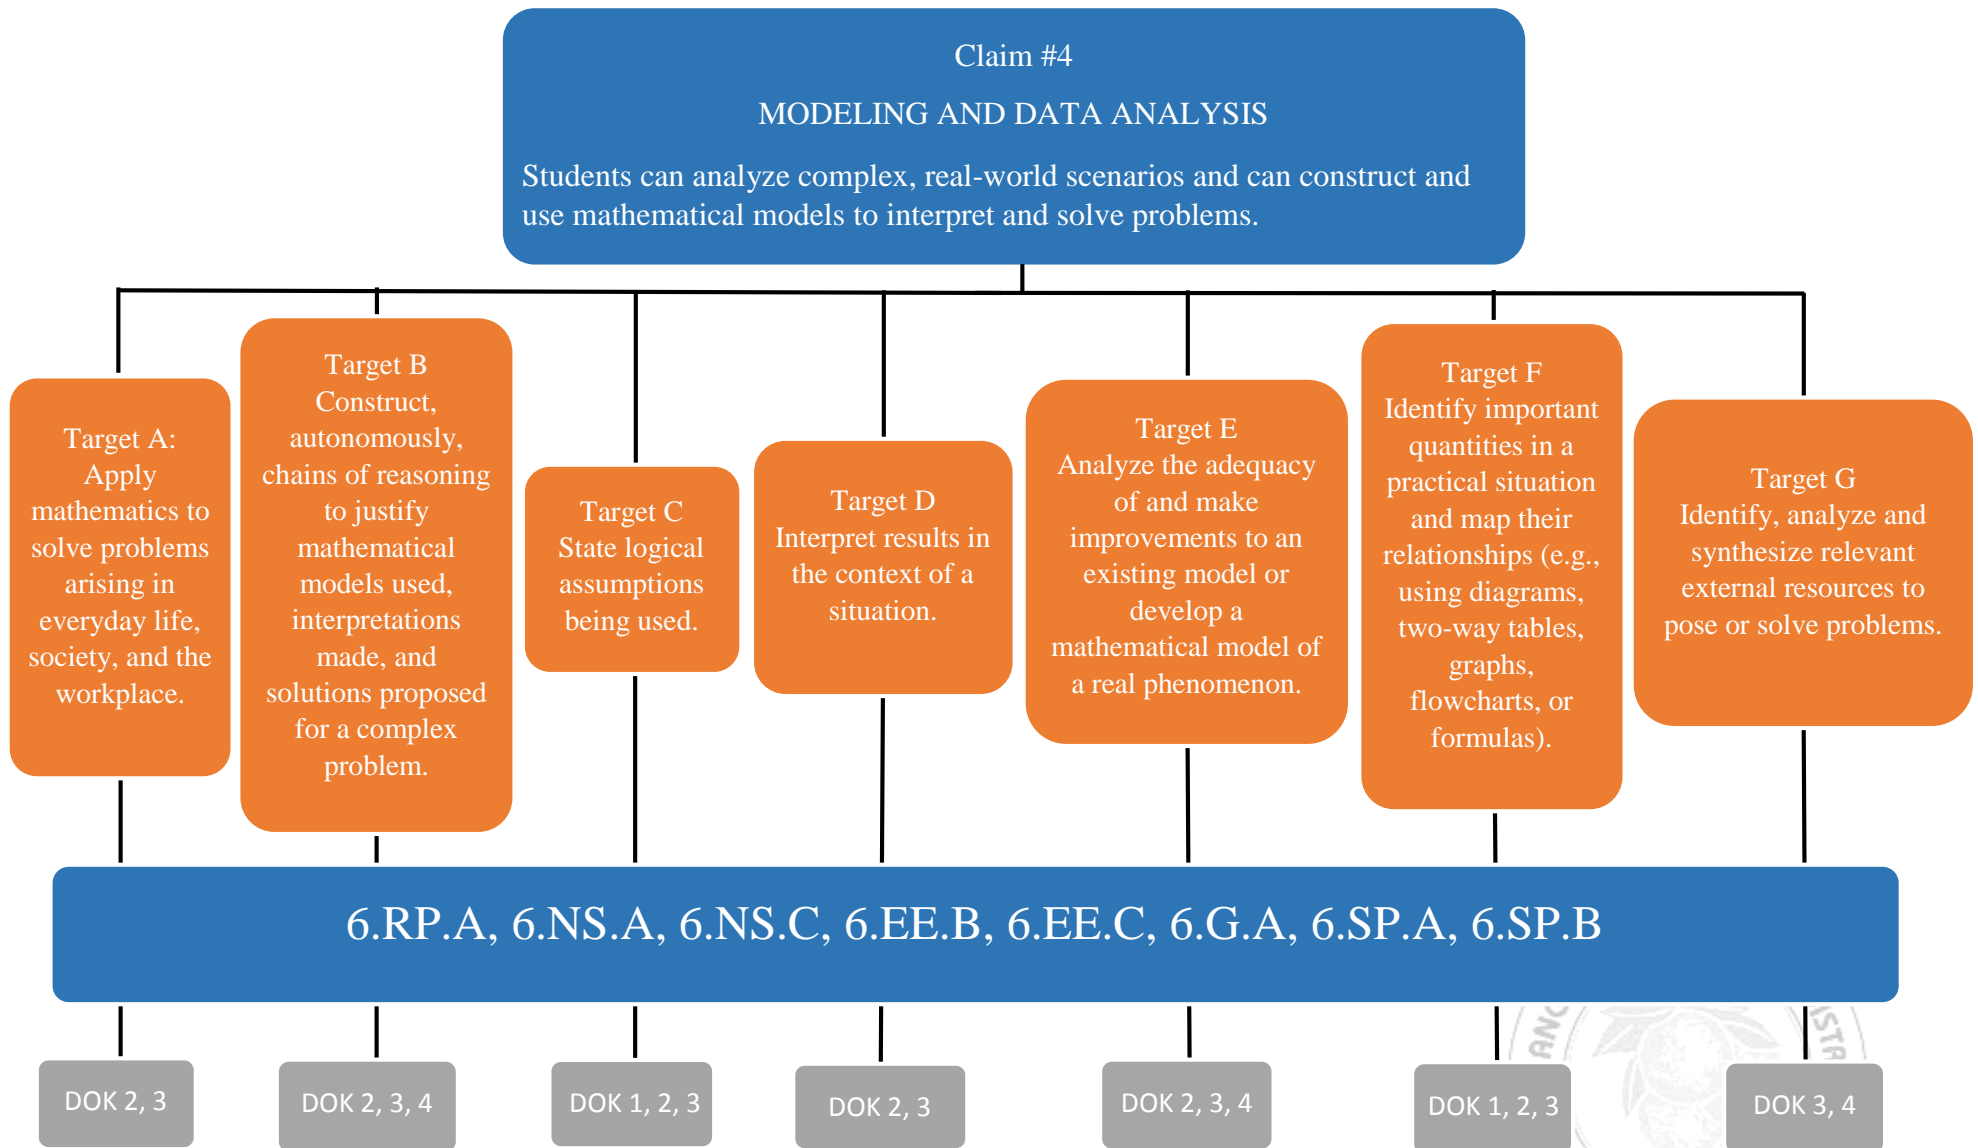 Claim #4
MODELING AND DATA ANALYSIS
Students can analyze complex, real-world scenarios and can construct and
use mathematical models to interpret and solve problems.
Target A:
Apply
mathematics to
solve problems
arising in
everyday life,
society, and the
workplace.
Target B
Construct,
autonomously,
chains of reasoning
to justify
mathematical
models used,
interpretations
made, and
solutions proposed
for a complex
problem.
Target C
State logical
assumptions
being used.
Target D
Interpret results in
the context of a
situation.
Target E
Analyze the adequacy
of and make
improvements to an
existing model or
develop a
mathematical model of
a real phenomenon.
Target F
Identify important
quantities in a
practical situation
and map their
relationships (e.g.,
using diagrams,
two-way tables,
graphs,
flowcharts, or
formulas).
Target G
Identify, analyze and
synthesize relevant
external resources to
pose or solve problems.
6.RP.A, 6.NS.A, 6.NS.C, 6.EE.B, 6.EE.C, 6.G.A, 6.SP.A, 6.SP.B
DOK 2, 3
DOK 2, 3, 4
DOK 1, 2, 3
DOK 2, 3
DOK 2, 3, 4
DOK 1, 2, 3
DOK 3, 4